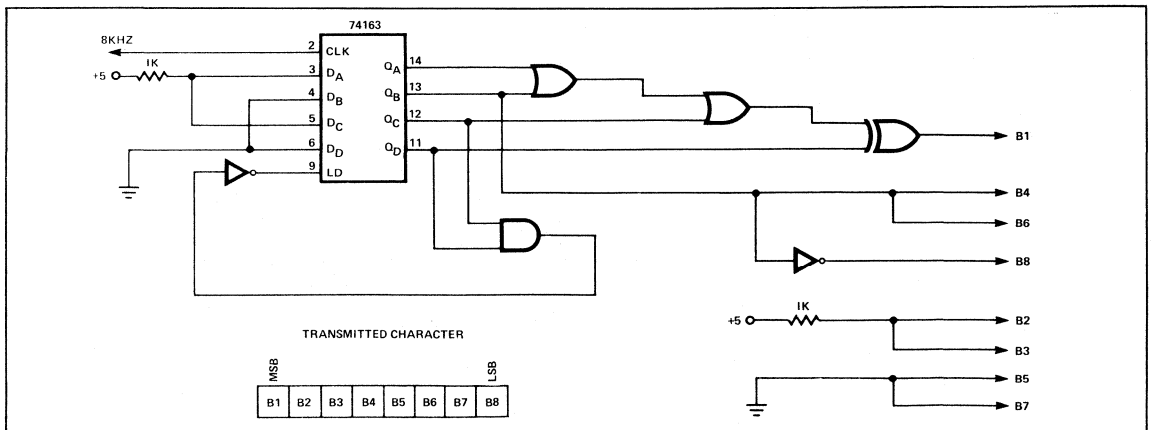 74163
8KHZ
2 CLK
1K
+5
3 DA
4 DB
5 DC
6 DD
9 LD
QA 14
QB 13
QC 12
QD 11
B1
B4
B6
B8
1K
+5
B2
B3
B5
B7
TRANSMITTED CHARACTER
MSB
LSB
B1 B2 B3 B4 B5 B6 B7 B8